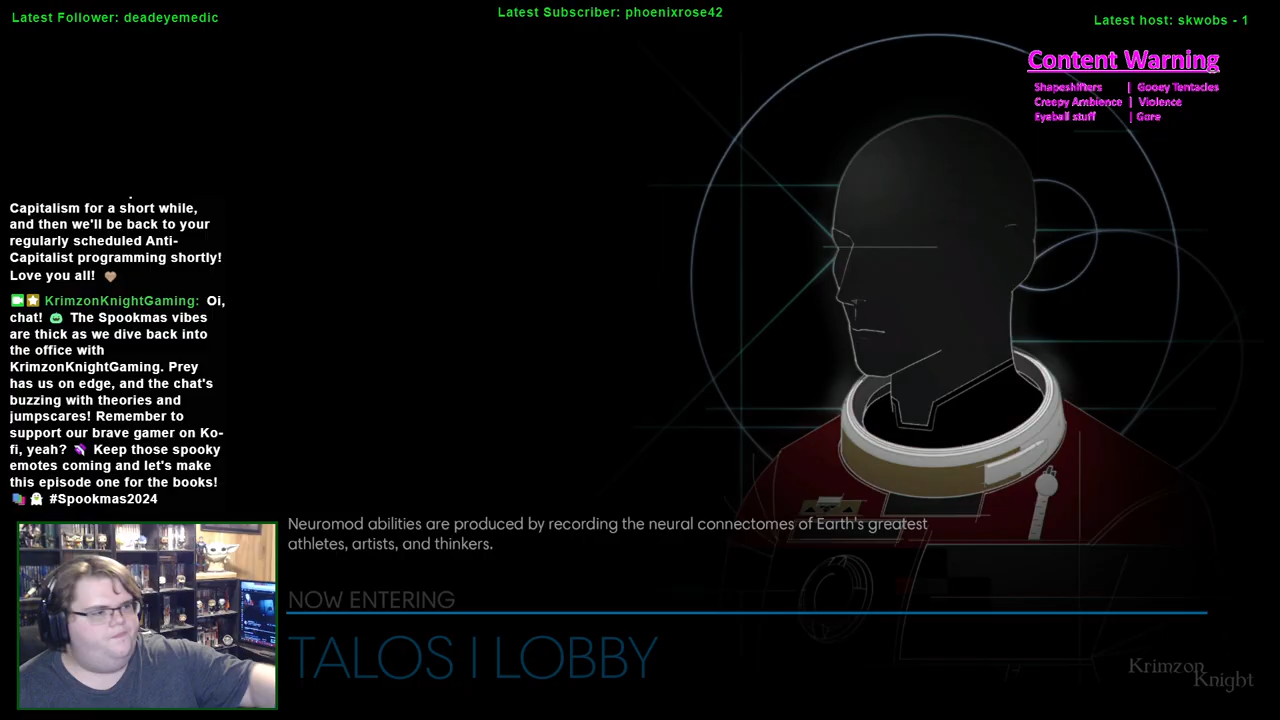 Latest Follower: deadeyemedic
Latest Subscriber: phoenixrose42
Latest host: skwobs - 1
Content Warning
Shapeshifters | Gooey Tentacles
Creepy Ambience | Violence
Eyeball stuff | Gore
Capitalism for a short while,
and then we'll be back to your
regularly scheduled Anti-
Capitalist programming shortly!
Love you all!
KrimzonKnightGaming: Oi,
chat! The Spookmas vibes
are thick as we dive back into
the office with
KrimzonKnightGaming. Prey
has us on edge, and the chat's
buzzing with theories and
jumpscares! Remember to
support our brave gamer on Ko-
fi, yeah? Keep those spooky
emotes coming and let's make
this episode one for the books!
#Spookmas2024
Neuromod abilities are produced by recording the neural connectomes of Earth's greatest
athletes, artists, and thinkers.
NOW ENTERING
TALOS I LOBBY
Krimzon
Knight